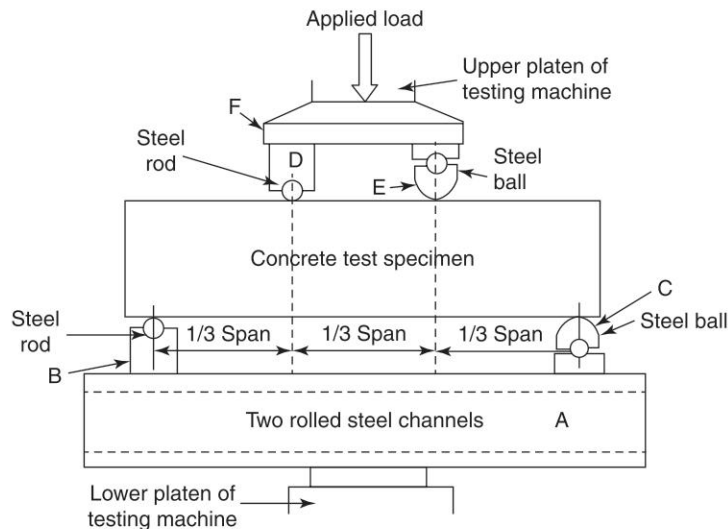 Applied load
Upper platen of
testing machine
F
Steel
rod
D
Steel
ball
E
Concrete test specimen
C
Steel
rod
1/3 Span
1/3 Span
1/3 Span
Steel ball
B
Two rolled steel channels
A
Lower platen of
testing machine